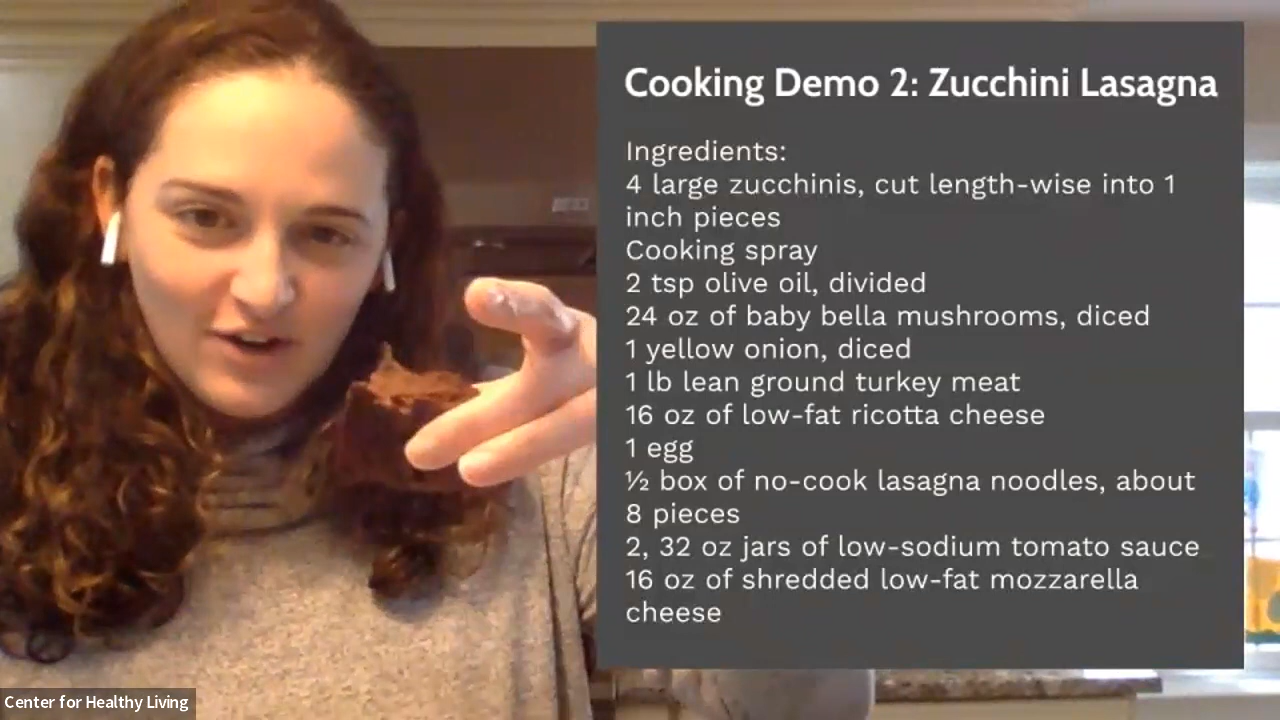 Cooking Demo 2: Zucchini Lasagna
Ingredients:
4 large zucchinis, cut length-wise into 1
inch pieces
Cooking spray
2 tsp olive oil, divided
24 oz of baby bella mushrooms, diced
1 yellow onion, diced
1 lb lean ground turkey meat
16 oz of low-fat ricotta cheese
1 egg
½ box of no-cook lasagna noodles, about
8 pieces
2, 32 oz jars of low-sodium tomato sauce
16 oz of shredded low-fat mozzarella
cheese
Center for Healthy Living